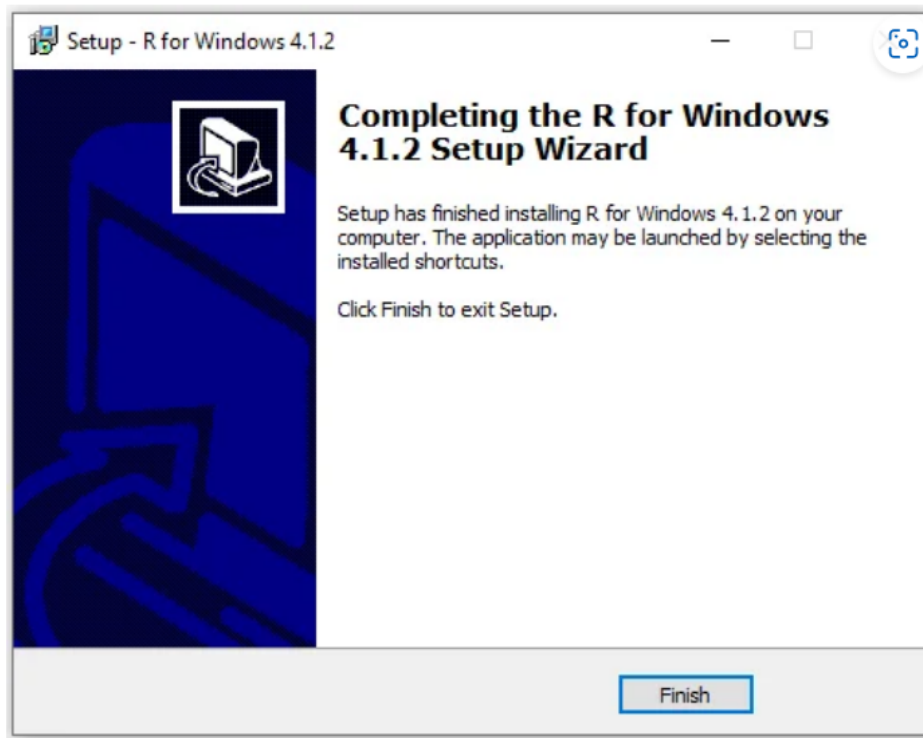 Setup - R for Windows 4.1.2
Completing the R for Windows
4.1.2 Setup Wizard
Setup has finished installing R for Windows 4.1.2 on your
computer. The application may be launched by selecting the
installed shortcuts.
Click Finish to exit Setup.
Finish